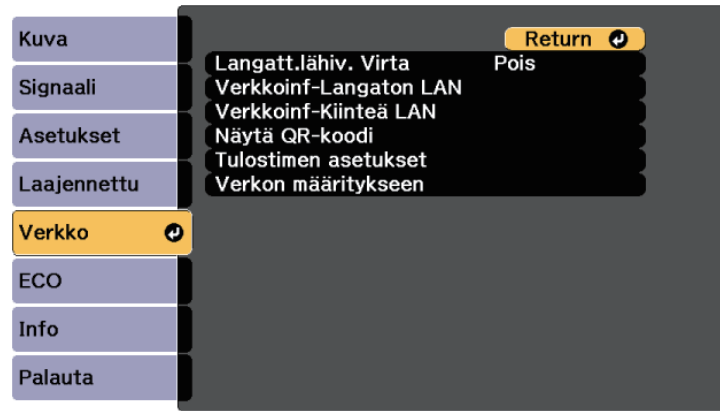 Kuva
Signaali
Asetukset
Laajennettu
Verkko
ECO
Info
Palauta
Return
Langatt.lähiv. Virta Pois
Verkkoinf-Langaton LAN
Verkkoinf-Kiinteä LAN
Näytä QR-koodi
Tulostimen asetukset
Verkon määritykseen